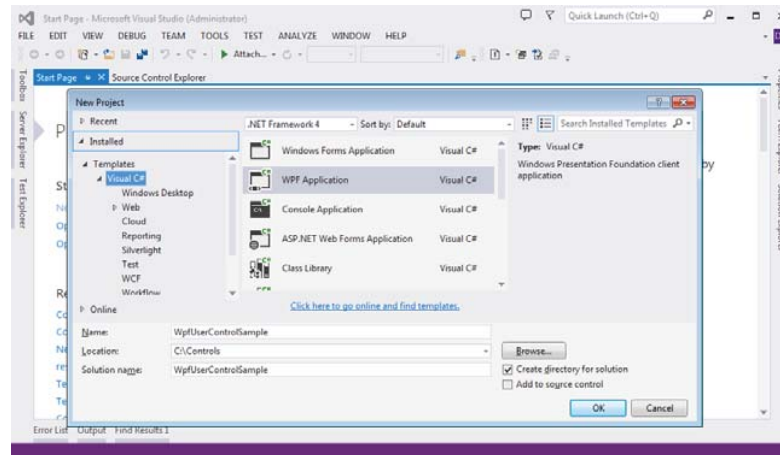 Start Page - Microsoft Visual Studio (Administrator)
Quick Launch (Ctrl+Q)
FILE EDIT VIEW DEBUG TEAM TOOLS TEST ANALYZE WINDOW HELP
Attach...
Start Page Source Control Explorer
Toolbox
Server Explorer
Test Explorer
New Project
Recent
.NET Framework 4
Sort by: Default
Search Installed Templates
Installed
Templates
Visual C#
Windows Desktop
Web
Cloud
Reporting
Silverlight
Test
WCF
Workflow
Online
Windows Forms Application Visual C#
WPF Application Visual C#
Console Application Visual C#
ASP.NET Web Forms Application Visual C#
Class Library Visual C#
Click here to go online and find templates.
Type: Visual C#
Windows Presentation Foundation client
application
by
Name: WpfUserControlSample
Location: C:\Controls
Browse...
Solution name: WpfUserControlSample
Create directory for solution
Add to source control
OK Cancel
Error List Output Find Results 1